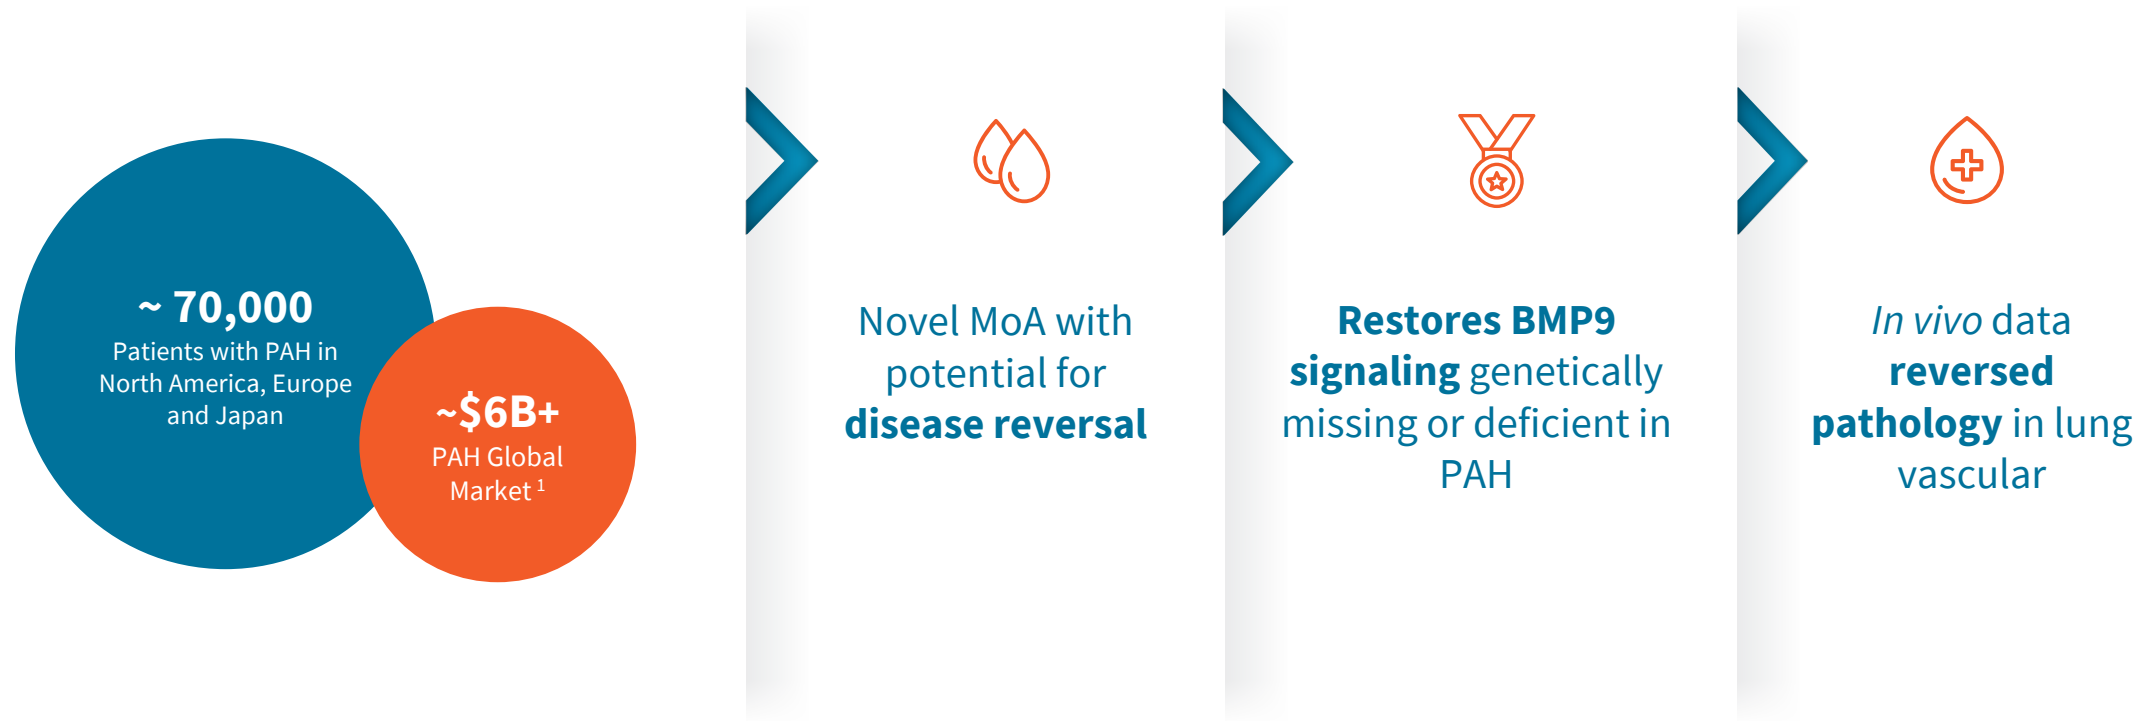 ~ 70,000
Patients with PAH in
North America, Europe
and Japan
~$6B+
PAH Global
Market 1
Novel MoA with
potential for
disease reversal
Restores BMP9
signaling genetically
missing or deficient in
PAH
In vivo data
reversed
pathology in lung
vascular